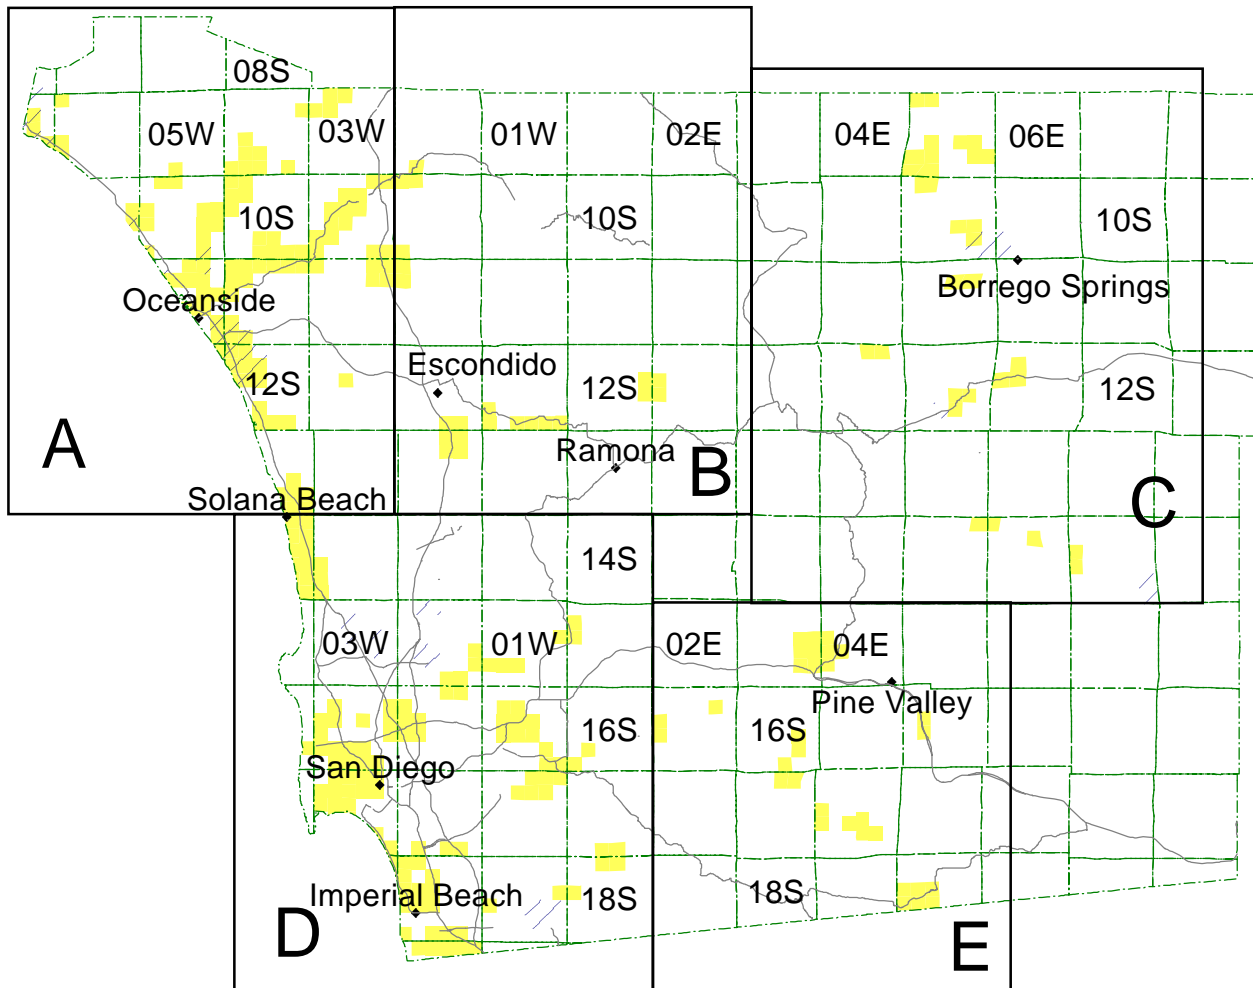 08S
05W 03W 01W 02E 04E 06E
10S 10S 10S
Borrego Springs
Oceanside
Escondido
12S 12S 12S
A Ramona B
Solana Beach C
14S
03W 01W 02E 04E
Pine Valley
16S 16S
San Diego
Imperial Beach 18S 18S
D E